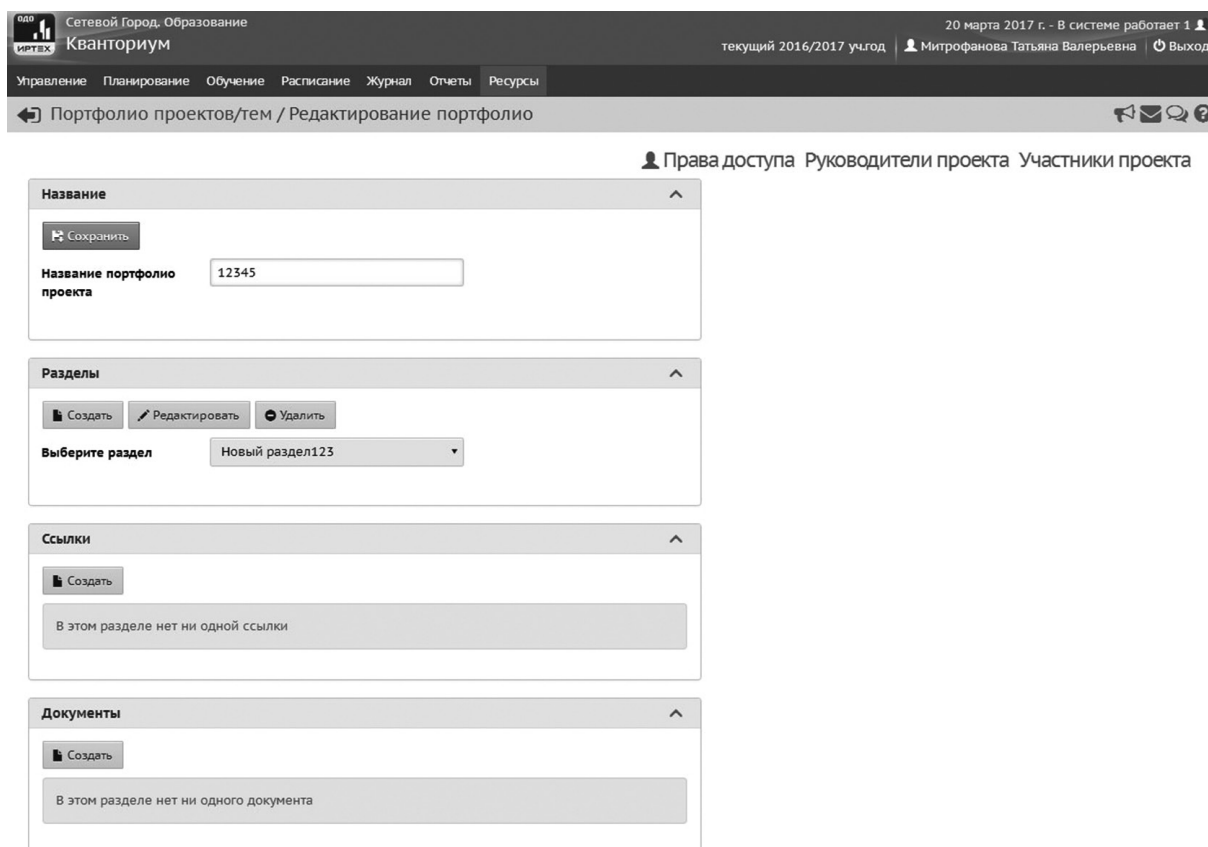 ОДО
ИРТЕХ
Сетевой Город. Образование
Кванториум
20 марта 2017 г. - В системе работает 1
текущий 2016/2017 уч.год Митрофанова Татьяна Валерьевна Выход
Управление Планирование Обучение Расписание Журнал Отчеты Ресурсы
Портфолио проектов/тем / Редактирование портфолио
Права доступа Руководители проекта Участники проекта
Название
Сохранить
Название портфолио
проекта
12345
Разделы
Создать Редактировать Удалить
Выберите раздел Новый раздел123
Ссылки
Создать
В этом разделе нет ни одной ссылки
Документы
Создать
В этом разделе нет ни одного документа